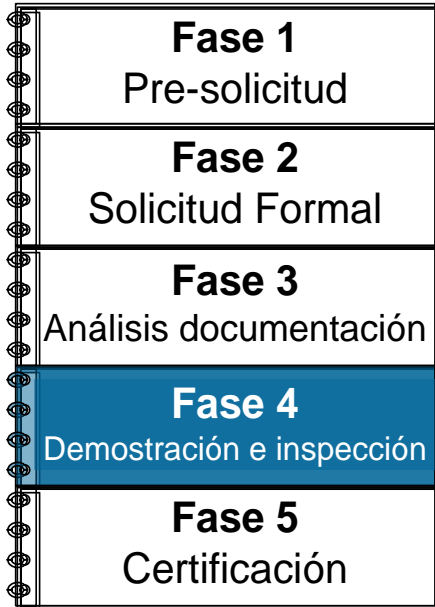 Fase 1
Pre-solicitud
Fase 2
Solicitud Formal
Fase 3
Análisis documentación
Fase 4
Demostración e inspección
Fase 5
Certificación